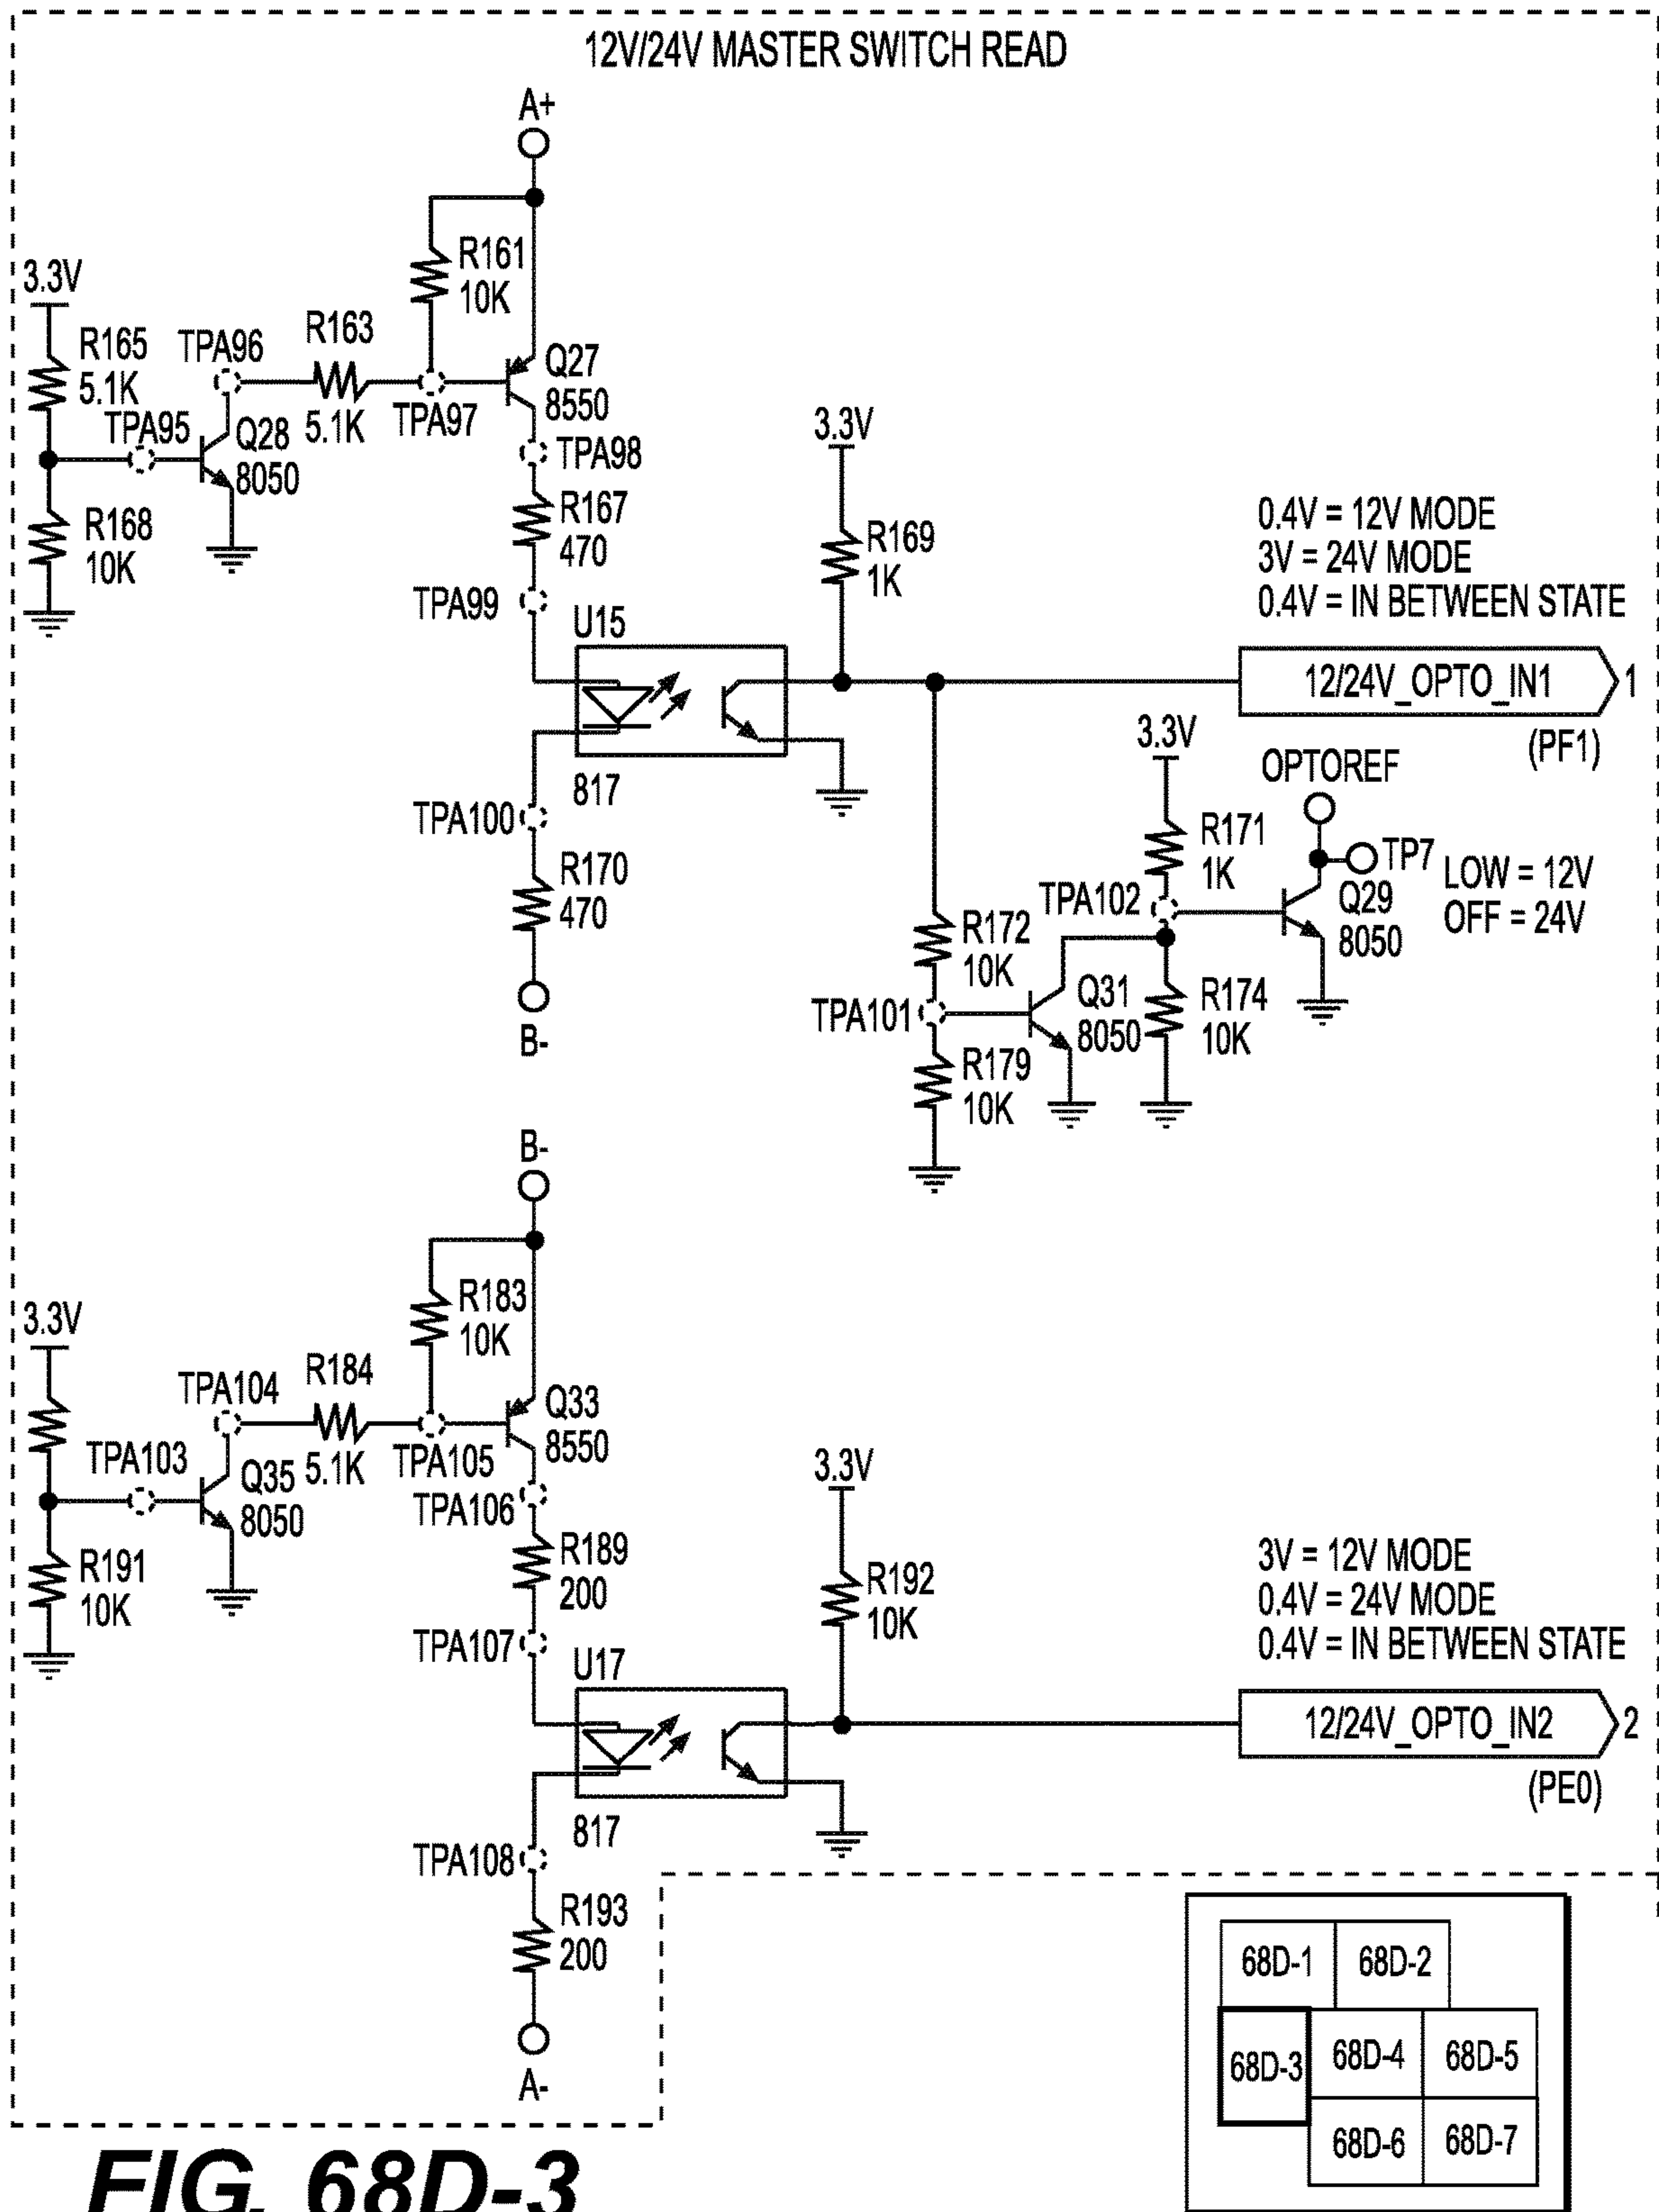 12V/24V MASTER SWITCH READ
A+
R161
10K
3.3V
R165
5.1K
TPA96
R163
5.1K
TPA97
Q27
8550
TPA95
Q28
8050
TPA98
R168
10K
R167
470
TPA99
3.3V
R169
1K
0.4V = 12V MODE
3V = 24V MODE
0.4V = IN BETWEEN STATE
U15
817
12/24V_OPTO_IN1
1
(PF1)
TPA100
R170
470
B-
3.3V
OPTOREF
R171
1K
TP7
LOW = 12V
OFF = 24V
TPA102
Q29
8050
R172
10K
TPA101
Q31
8050
R174
10K
R179
10K
B-
R183
10K
3.3V
TPA104
R184
5.1K
TPA105
Q33
8550
TPA103
Q35
8050
TPA106
R191
10K
R189
200
TPA107
3.3V
R192
10K
3V = 12V MODE
0.4V = 24V MODE
0.4V = IN BETWEEN STATE
U17
817
12/24V_OPTO_IN2
2
(PE0)
TPA108
R193
200
A-
68D-1
68D-2
68D-3
68D-4
68D-5
68D-6
68D-7
FIG. 68D-3